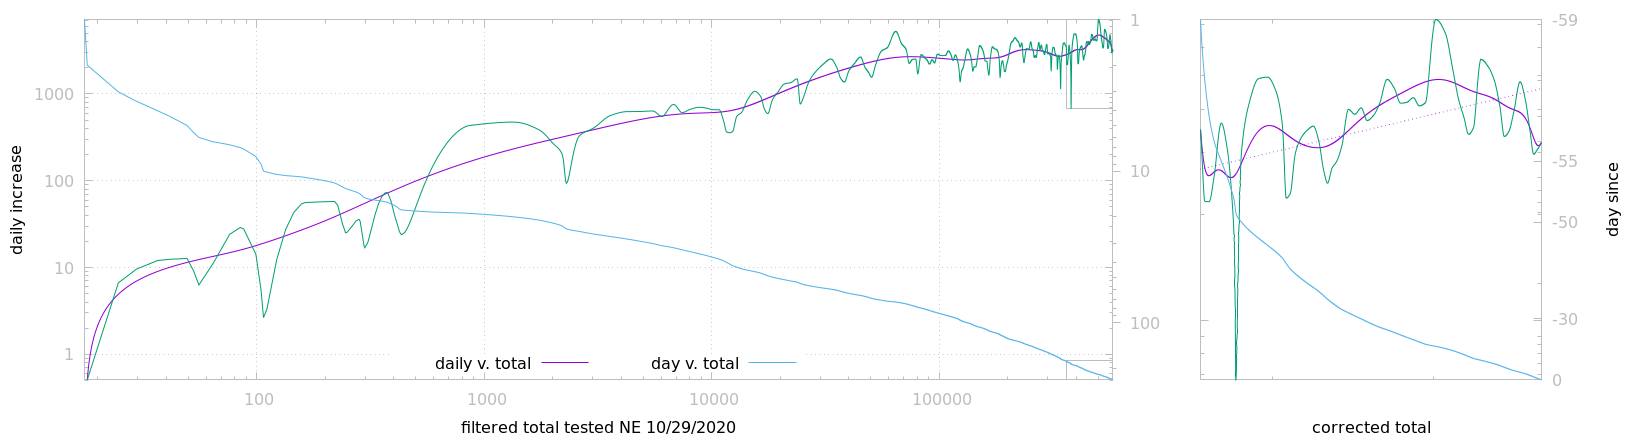 1
-59
1000
daily increase
10
-55
100
-50
day since
10
100
-30
1
daily v. total
day v. total
0
100
1000
10000
100000
filtered total tested NE 10/29/2020
corrected total